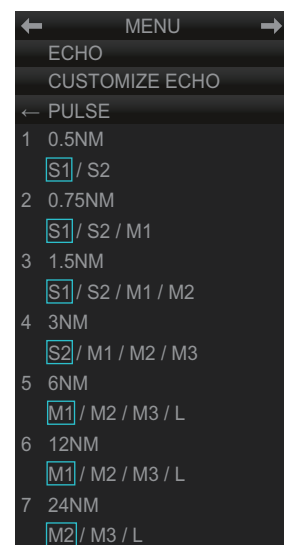 ← MENU →
ECHO
CUSTOMIZE ECHO
← PULSE
1 0.5NM
S1 / S2
2 0.75NM
S1 / S2 / M1
3 1.5NM
S1 / S2 / M1 / M2
4 3NM
S2 / M1 / M2 / M3
5 6NM
M1 / M2 / M3 / L
6 12NM
M1 / M2 / M3 / L
7 24NM
M2 / M3 / L